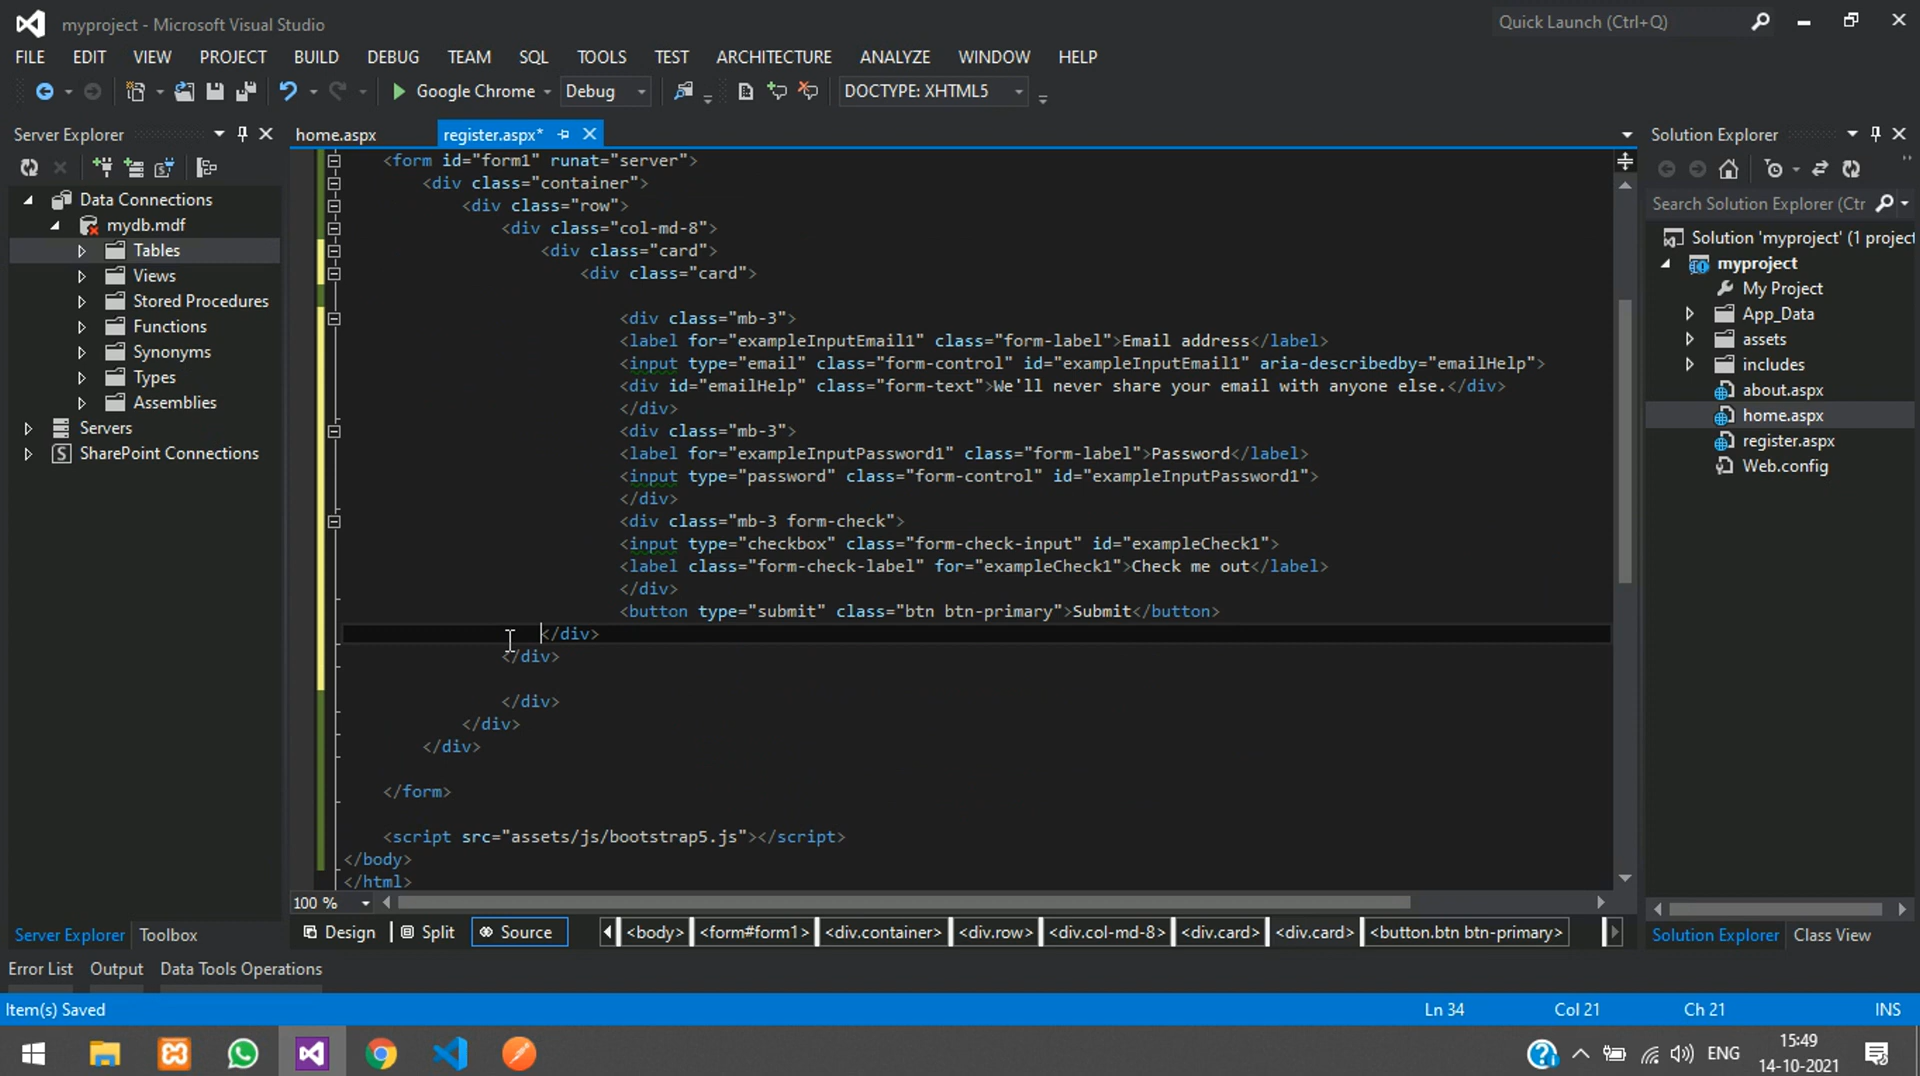 myproject - Microsoft Visual Studio
Quick Launch (Ctrl+Q)
FILE EDIT VIEW PROJECT BUILD DEBUG TEAM SQL TOOLS TEST ARCHITECTURE ANALYZE WINDOW HELP
Google Chrome Debug DOCTYPE: XHTML5
Server Explorer
Data Connections
mydb.mdf
Tables
Views
Stored Procedures
Functions
Synonyms
Types
Assemblies
Servers
SharePoint Connections
Server Explorer Toolbox
home.aspx register.aspx*
<form id="form1" runat="server">
<div class="container">
<div class="row">
<div class="col-md-8">
<div class="card">
<div class="card">
<div class="mb-3">
<label for="exampleInputEmail1" class="form-label">Email address</label>
<input type="email" class="form-control" id="exampleInputEmail1" aria-describedby="emailHelp">
<div id="emailHelp" class="form-text">We'll never share your email with anyone else.</div>
</div>
<div class="mb-3">
<label for="exampleInputPassword1" class="form-label">Password</label>
<input type="password" class="form-control" id="exampleInputPassword1">
</div>
<div class="mb-3 form-check">
<input type="checkbox" class="form-check-input" id="exampleCheck1">
<label class="form-check-label" for="exampleCheck1">Check me out</label>
</div>
<button type="submit" class="btn btn-primary">Submit</button>
</div>
</div>
</div>
</div>
</div>
</form>
<script src="assets/js/bootstrap5.js"></script>
</body>
</html>
100 %
Design Split Source <body> <form#form1> <div.container> <div.row> <div.col-md-8> <div.card> <div.card> <button.btn btn-primary>
Solution Explorer
Search Solution Explorer (Ctr
Solution 'myproject' (1 project
myproject
My Project
App_Data
assets
includes
about.aspx
home.aspx
register.aspx
Web.config
Solution Explorer Class View
Error List Output Data Tools Operations
Item(s) Saved Ln 34 Col 21 Ch 21 INS
ENG
15:49
14-10-2021